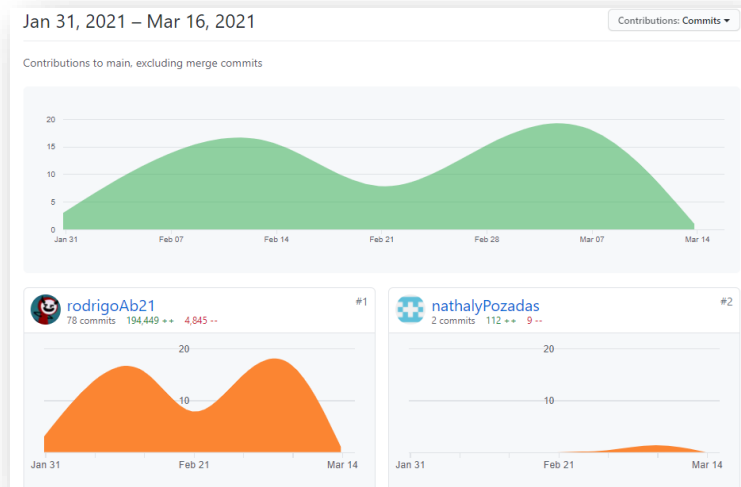 Jan 31, 2021 – Mar 16, 2021
Contributions: Commits
Contributions to main, excluding merge commits
20
15
10
5
0
Jan 31 Feb 07 Feb 14 Feb 21 Feb 28 Mar 07 Mar 14
rodrigoAb21 #1
78 commits 194,449 ++ 4,845 --
20
10
Jan 31 Feb 21 Mar 14
nathalyPozadas #2
2 commits 112 ++ 9 --
20
10
Jan 31 Feb 21 Mar 14